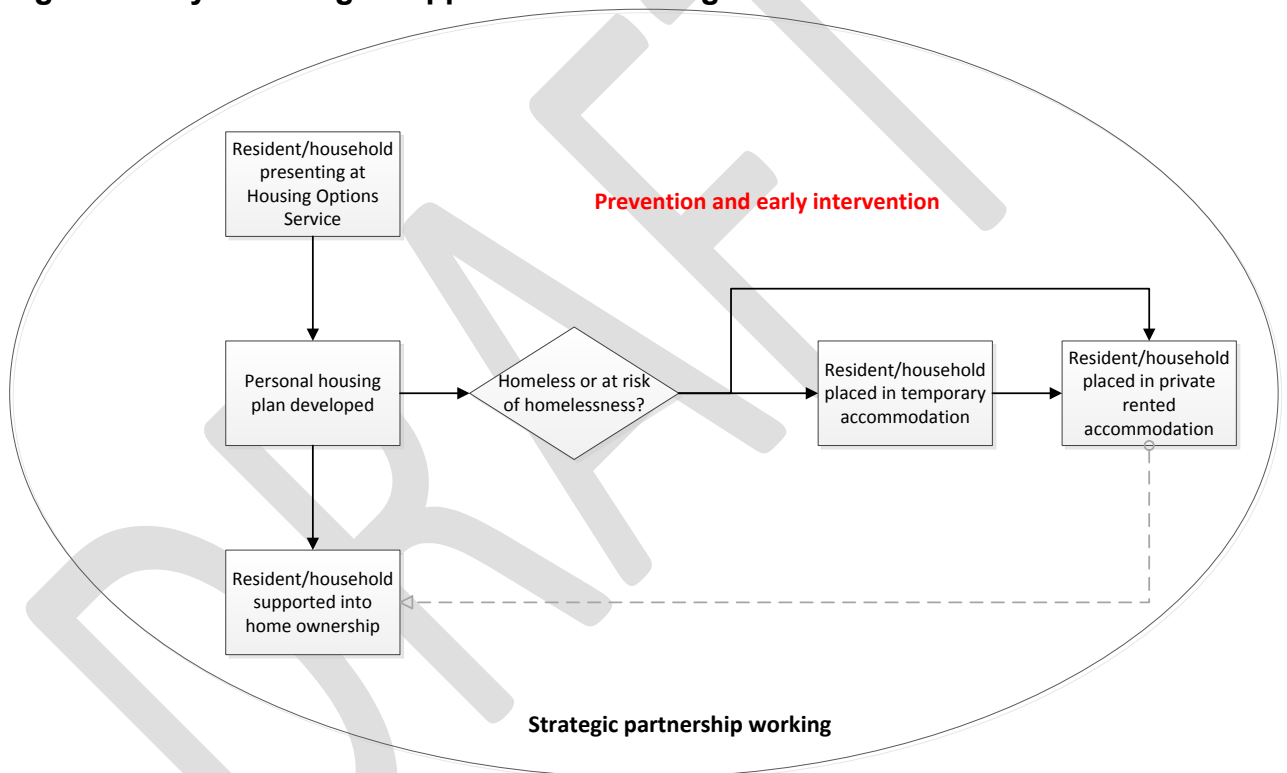 Resident/household
presenting at
Housing Options
Service
Prevention and early intervention
Personal housing
plan developed
Homeless or at risk
of homelessness?
Resident/household
placed in temporary
accommodation
Resident/household
placed in private
rented
accommodation
Resident/household
supported into
home ownership
Strategic partnership working
DRAFT